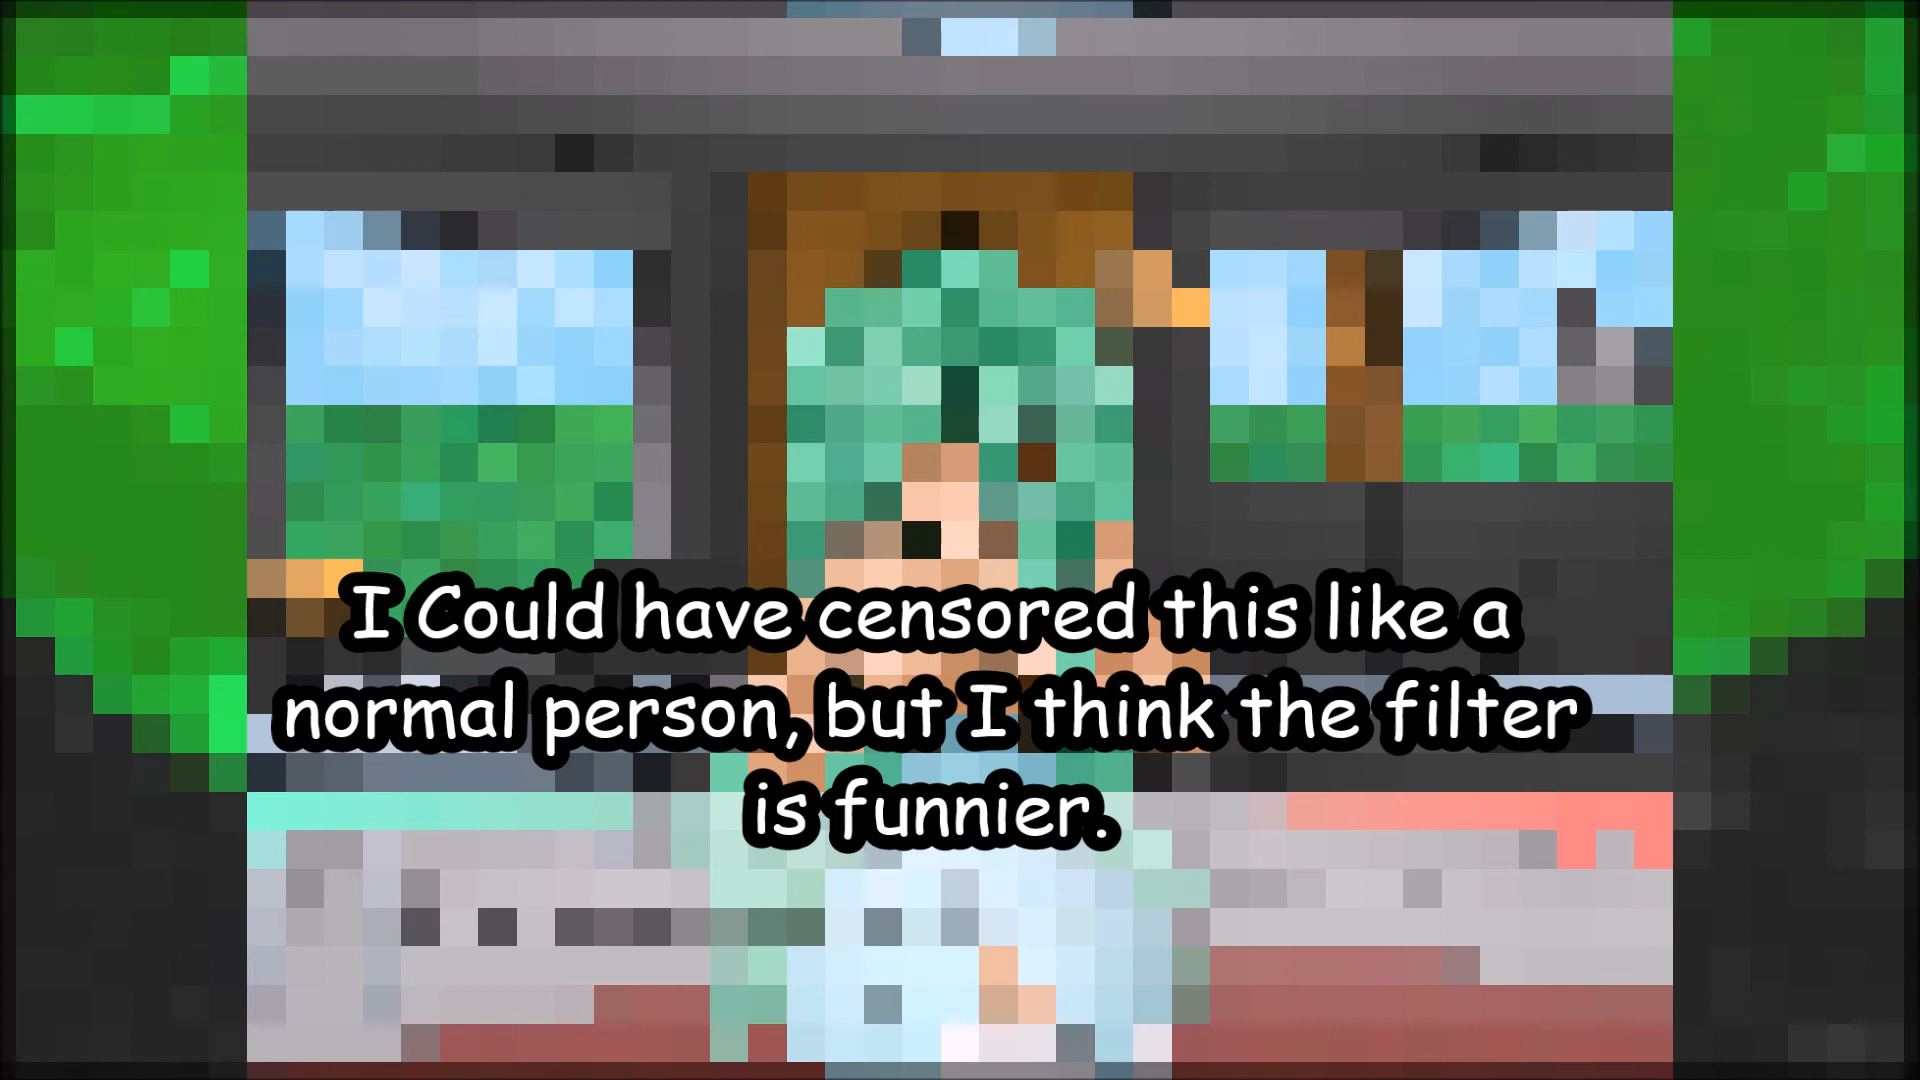 I Could have censored this like a
normal person, but I think the filter
is funnier.